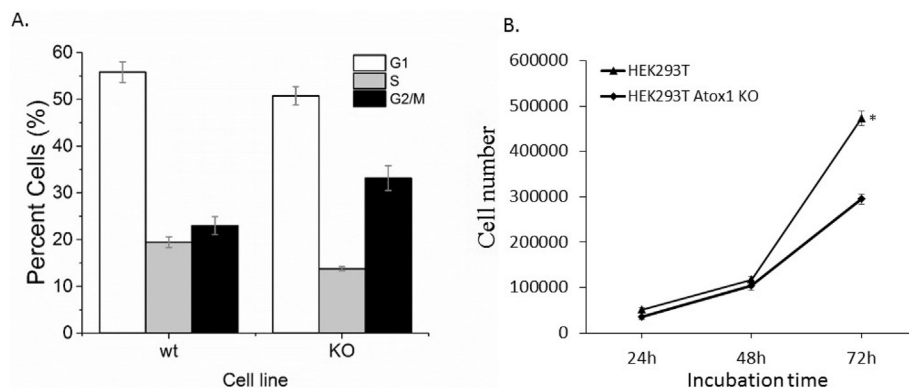 A.
Percent Cells (%)
60
50
40
30
20
10
0
G1
S
G2/M
wt
KO
Cell line
B.
Cell number
600000
500000
400000
300000
200000
100000
0
HEK293T
HEK293T Atox1 KO
*
24h
48h
72h
Incubation time